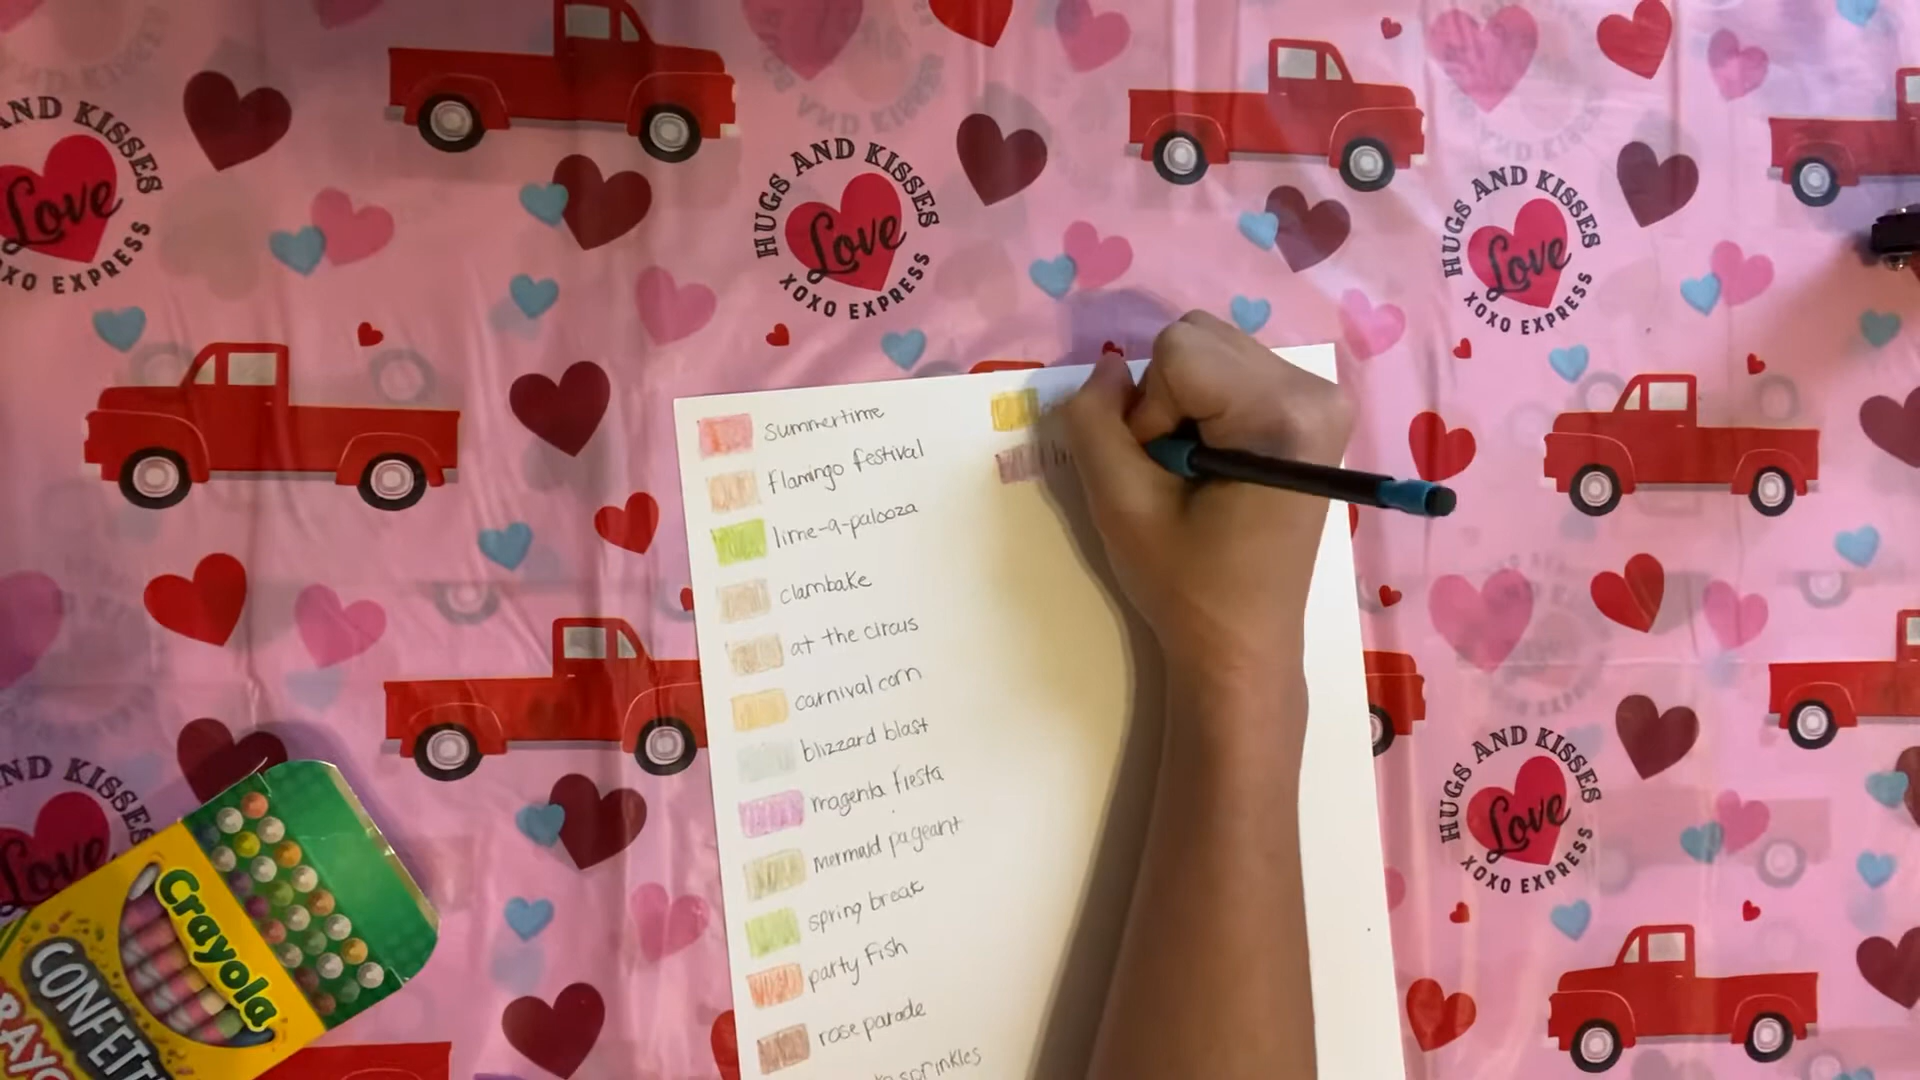 HUGS AND KISSES
Love
XOXO EXPRESS
HUGS AND KISSES
Love
XOXO EXPRESS
AND KISSES
Love
XOXO EXPRESS
summertime
flamingo festival
lime-a-palooza
clambake
at the circus
carnival corn
blizzard blast
magenta fiesta
mermaid pageant
spring break
party fish
rose parade
sprinkles
AND KISSES
Love
HUGS AND KISSES
Love
XOXO EXPRESS
Crayola
CONFETTI